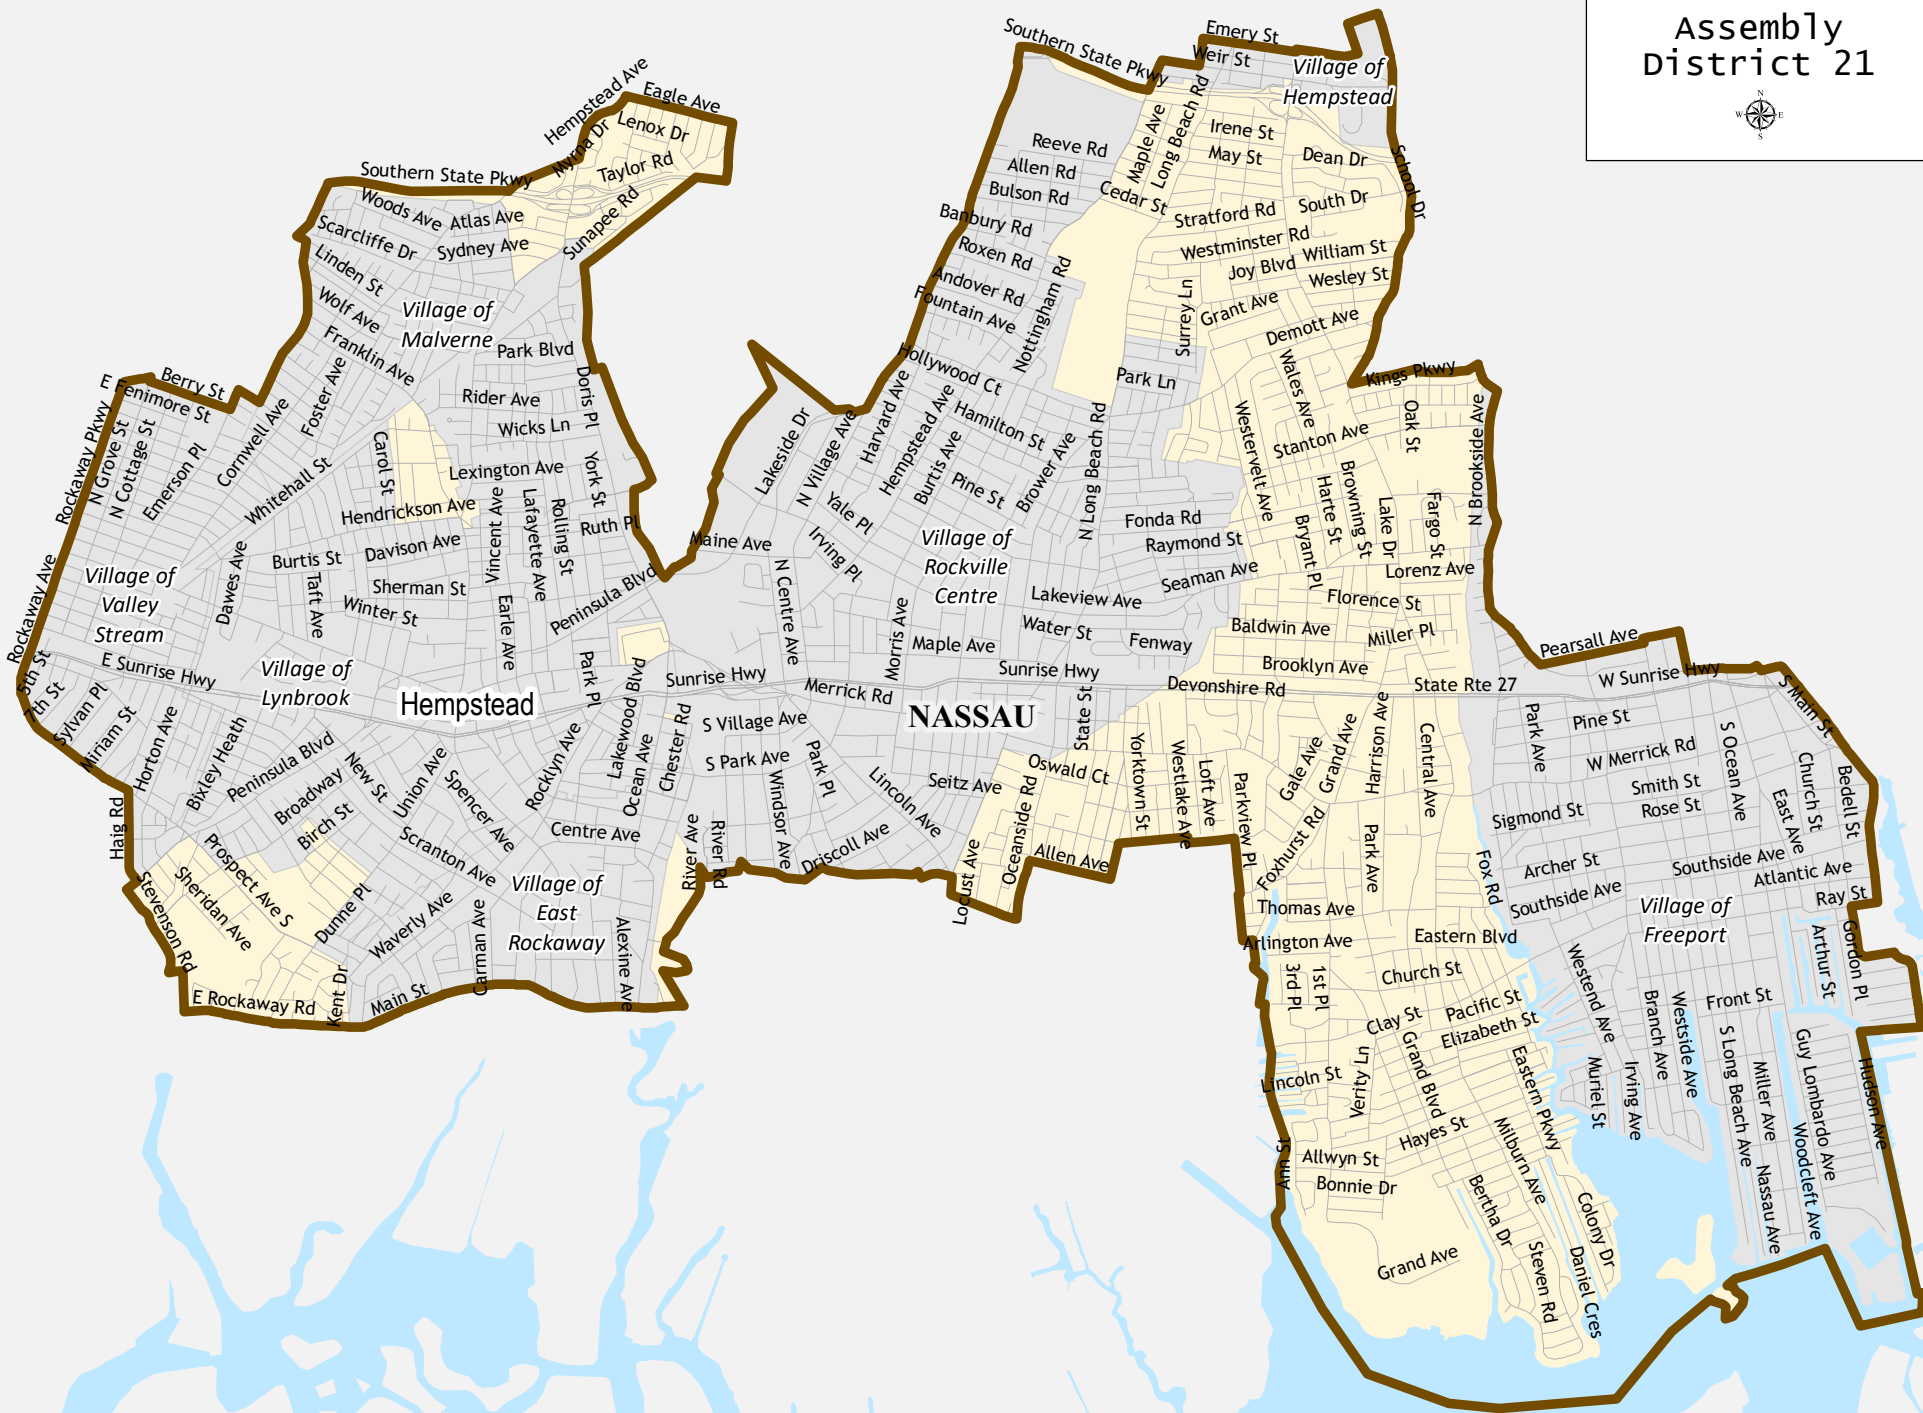 Assembly
District 21
N
W
E
S
Southern State Pkwy
Emery St
Weir St
Village of
Hempstead
Hempstead Ave
Eagle Ave
Myrna Dr
Lenox Dr
Taylor Rd
Sunapee Rd
Southern State Pkwy
Woods Ave
Atlas Ave
Scarcliffe Dr
Sydney Ave
Linden St
Wolf Ave
Village of
Malverne
Franklin Ave
Park Blvd
Maple Ave
Long Beach Rd
Irene St
May St
Dean Dr
School Dr
Reeve Rd
Allen Rd
Bulson Rd
Cedar St
Banbury Rd
Stratford Rd
South Dr
Roxen Rd
Westminster Rd
William St
Joy Blvd
Wesley St
Andover Rd
Fountain Ave
Nottingham Rd
Surrey Ln
Grant Ave
Demott Ave
Hollywood Ct
Park Ln
Wales Ave
Kings Pkwy
Berry St
E Fenimore St
Rockaway Pkwy
N Grove St
N Cottage St
Emerson Pl
Cornwell Ave
Foster Ave
Whitehall St
Carol St
Rider Ave
Wicks Ln
Doris Pl
Lexington Ave
York St
Hendrickson Ave
Vincent Ave
Lafayette Ave
Rolling St
Ruth Pl
Lakeside Dr
N Village Ave
Harvard Ave
Hempstead Ave
Burtis Ave
Hamilton St
Pine St
Brower Ave
N Long Beach Rd
Yale Pl
Irving Pl
Westervelt Ave
Stanton Ave
Oak St
N Brookside Ave
Harte St
Browning St
Lake Dr
Fargo St
Bryant Pl
Lorenz Ave
Fonda Rd
Raymond St
Seaman Ave
Florence St
Rockaway Ave
Village of
Valley
Stream
Dawes Ave
Burtis St
Davison Ave
Taft Ave
Sherman St
Winter St
Earle Ave
Peninsula Blvd
Maine Ave
N Centre Ave
Village of
Rockville
Centre
Lakeview Ave
Water St
Fenway
Morris Ave
Maple Ave
Baldwin Ave
Miller Pl
Brooklyn Ave
Pearsall Ave
5th St
7th St
E Sunrise Hwy
Village of
Lynbrook
Hempstead
Park Pl
Lakewood Blvd
Sunrise Hwy
Merrick Rd
Sunrise Hwy
NASSAU
Devonshire Rd
State Rte 27
W Sunrise Hwy
S Main St
Sylvan Pl
Miriam St
Horton Ave
Bixley Heath
Peninsula Blvd
Broadway
Birch St
New St
Union Ave
Spencer Ave
Rocklyn Ave
Ocean Ave
Chester Rd
S Village Ave
S Park Ave
Windsor Ave
Park Pl
Lincoln Ave
Seitz Ave
State St
Oswald Ct
Oceanside Rd
Yorktown St
Westlake Ave
Loft Ave
Parkview Pl
Gale Ave
Grand Ave
Harrison Ave
Central Ave
Park Ave
Pine St
W Merrick Rd
Smith St
Rose St
Sigmond St
S Ocean Ave
Church St
Bedell St
East Ave
Haig Rd
Prospect Ave S
Sheridan Ave
Stevenson Rd
Dunne Pl
Scranton Ave
Centre Ave
Waverly Ave
Village of
East
Rockaway
Carman Ave
Alexine Ave
River Ave
River Rd
Driscoll Ave
Locust Ave
Allen Ave
Foxhurst Rd
Park Ave
Fox Rd
Thomas Ave
Arlington Ave
Eastern Blvd
Archer St
Southside Ave
Southside Ave
Atlantic Ave
Ray St
Village of
Freeport
Gordon Pl
Arthur St
E Rockaway Rd
Kent Dr
Main St
3rd Pl
1st Pl
Church St
Clay St
Pacific St
Elizabeth St
Westend Ave
Branch Ave
Westside Ave
Front St
Lincoln St
Verity Ln
Grand Blvd
Eastern Pkwy
Muriel St
Irving Ave
S Long Beach Ave
Miller Ave
Guy Lombardo Ave
Hudson Ave
Hayes St
Milburn Ave
Woodcleft Ave
Nassau Ave
Ann St
Allwyn St
Bonnie Dr
Bertha Dr
Colony Dr
Grand Ave
Steven Rd
Daniel Cres